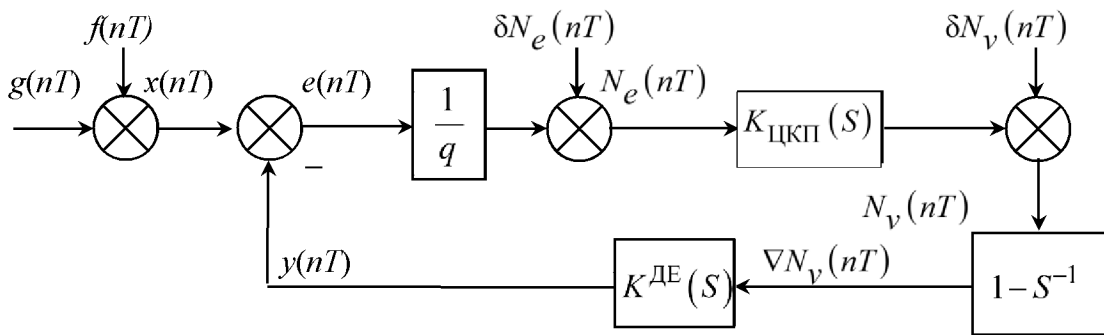 f(nT)
δN_e(nT)
δN_v(nT)
g(nT)
x(nT)
e(nT)
1/q
N_e(nT)
K_ЦКП(S)
–
N_v(nT)
y(nT)
K^ДЕ(S)
∇N_v(nT)
1–S^–1